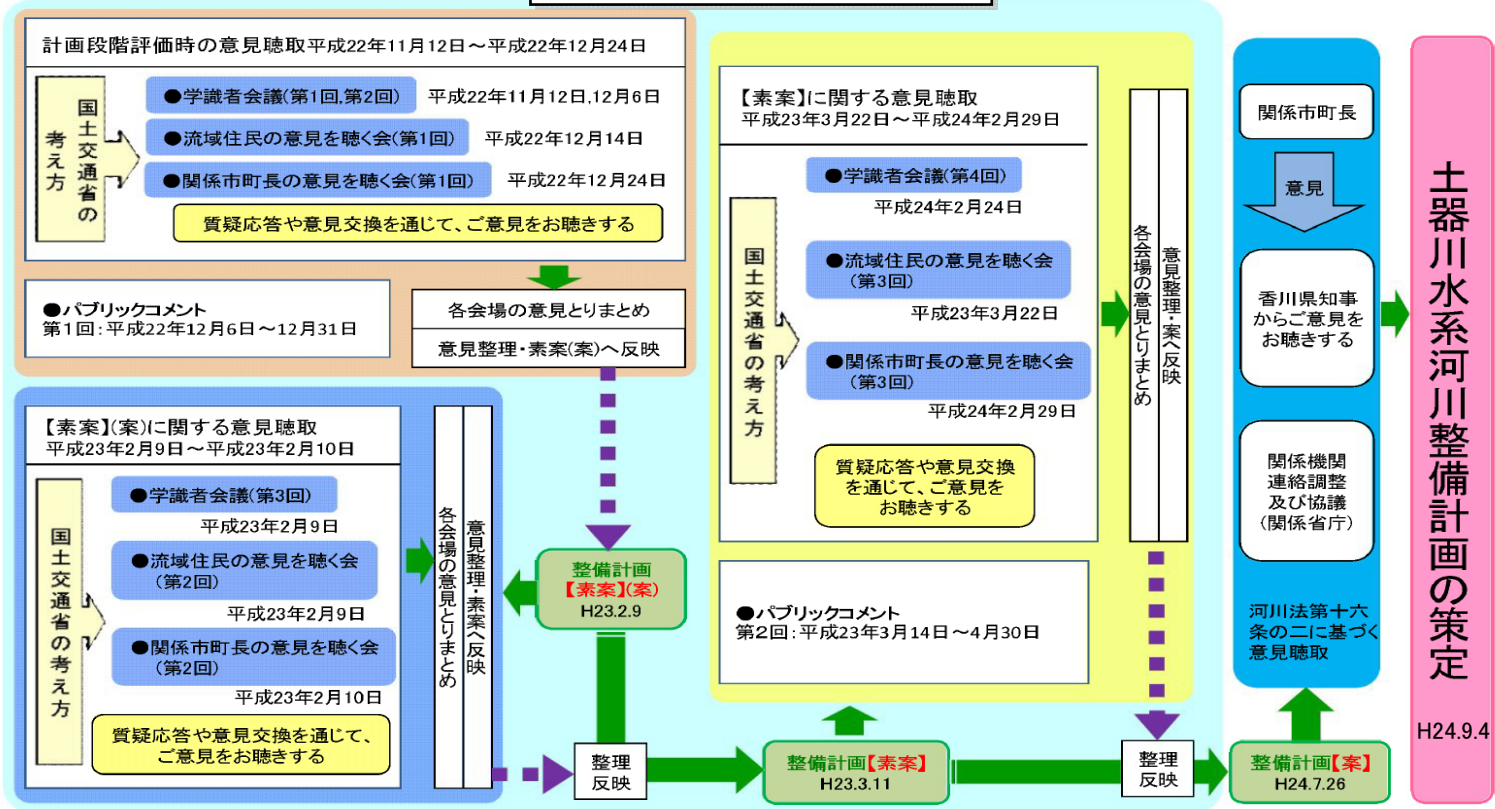 計画段階評価時の意見聴取平成22年11月12日～平成22年12月24日
国土交通省の
考え方
●学識者会議(第1回,第2回)　平成22年11月12日,12月6日
●流域住民の意見を聴く会(第1回)　平成22年12月14日
●関係市町長の意見を聴く会(第1回)　平成22年12月24日
質疑応答や意見交換を通じて、ご意見をお聴きする
●パブリックコメント
第1回:平成22年12月6日～12月31日
各会場の意見とりまとめ
意見整理・素案(案)へ反映
【素案】(案)に関する意見聴取
平成23年2月9日～平成23年2月10日
国土交通省の考え方
●学識者会議(第3回)
平成23年2月9日
●流域住民の意見を聴く会
(第2回)
平成23年2月9日
●関係市町長の意見を聴く会
(第2回)
平成23年2月10日
質疑応答や意見交換を通じて、
ご意見をお聴きする
各会場の意見とりまとめ
意見整理・素案へ反映
整備計画
【素案】(案)
H23.2.9
整理
反映
整備計画【素案】
H23.3.11
【素案】に関する意見聴取
平成23年3月22日～平成24年2月29日
国土交通省の考え方
●学識者会議(第4回)
平成24年2月24日
●流域住民の意見を聴く会
(第3回)
平成23年3月22日
●関係市町長の意見を聴く会
(第3回)
平成24年2月29日
質疑応答や意見交換
を通じて、ご意見を
お聴きする
●パブリックコメント
第2回:平成23年3月14日～4月30日
各会場の意見とりまとめ
意見整理・案へ反映
整理
反映
整備計画【案】
H24.7.26
関係市町長
意見
香川県知事
からご意見を
お聴きする
関係機関
連絡調整
及び協議
(関係省庁)
河川法第十六
条の二に基づく
意見聴取
土器川水系河川整備計画の策定
H24.9.4